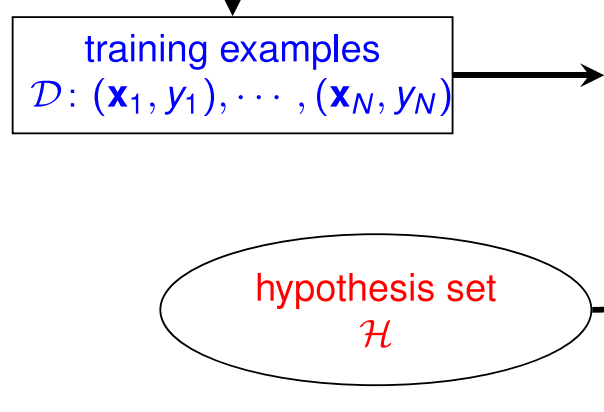 training examples
𝒟: (𝐱₁, y₁), ⋯ , (𝐱_N, y_N)
hypothesis set
ℋ